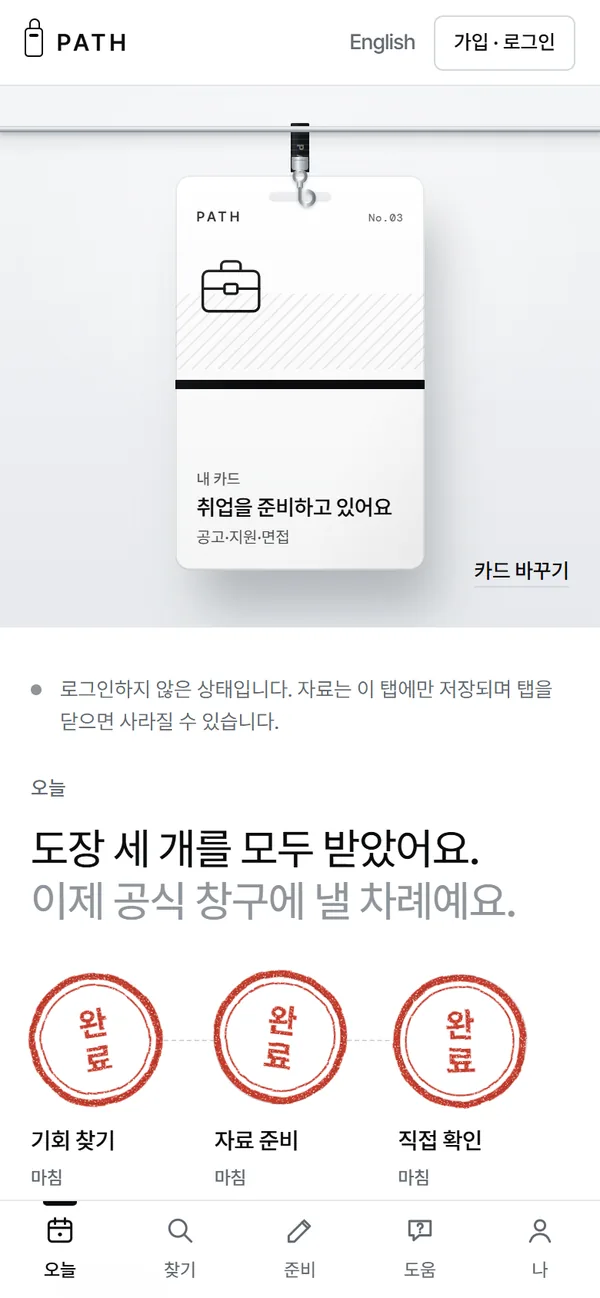 PATH
English
가입 · 로그인
P
PATH
No.03
내 카드
취업을 준비하고 있어요
공고·지원·면접
카드 바꾸기
로그인하지 않은 상태입니다. 자료는 이 탭에만 저장되며 탭을
닫으면 사라질 수 있습니다.
오늘
도장 세 개를 모두 받았어요.
이제 공식 창구에 낼 차례예요.
완료
완료
완료
기회 찾기
자료 준비
직접 확인
마침
마침
마침
오늘
찾기
준비
도움
나